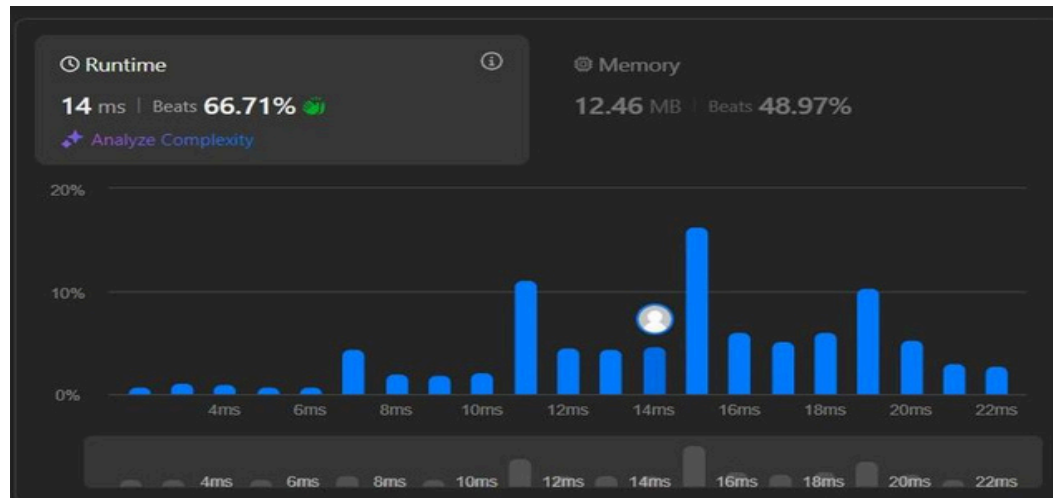 Runtime
14 ms | Beats 66.71%
Analyze Complexity
Memory
12.46 MB | Beats 48.97%
20%
10%
0%
4ms 6ms 8ms 10ms 12ms 14ms 16ms 18ms 20ms 22ms
4ms 6ms 8ms 10ms 12ms 14ms 16ms 18ms 20ms 22ms